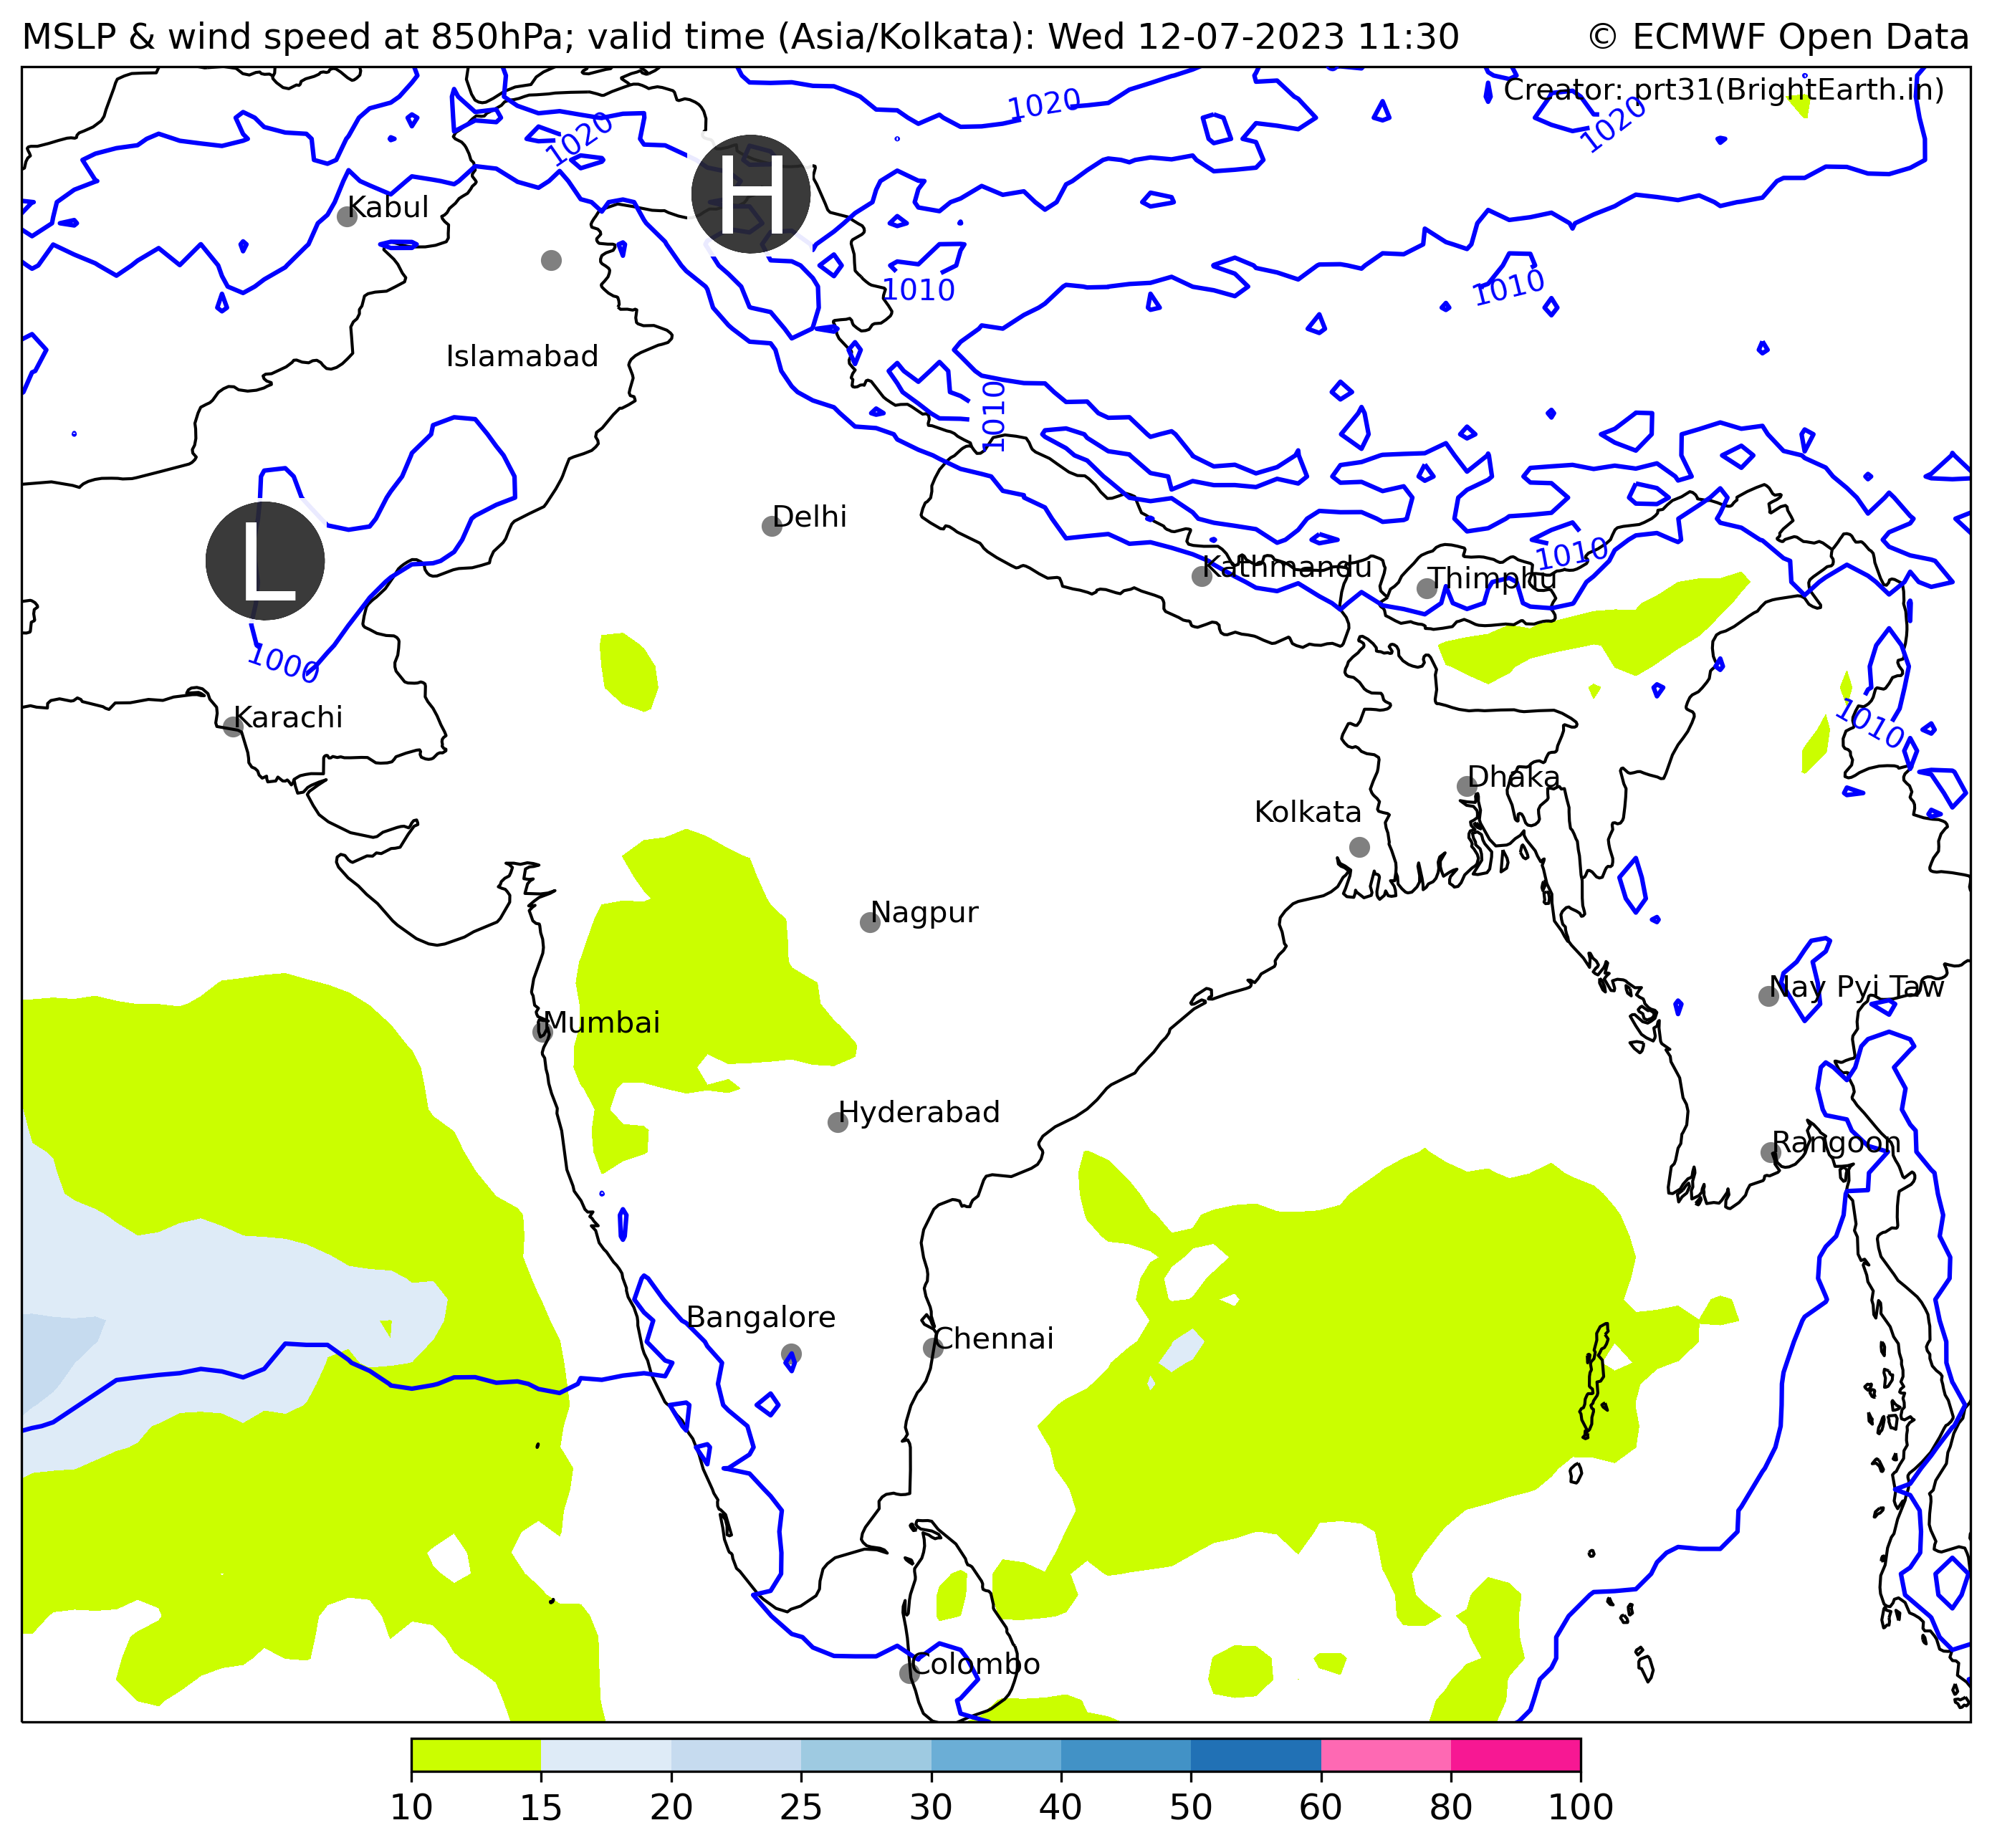 MSLP & wind speed at 850hPa; valid time (Asia/Kolkata): Wed 12-07-2023 11:30
© ECMWF Open Data
Creator: prt31(BrightEarth.in)
1020
1020
1020
H
Kabul
1010
1010
Islamabad
1010
Delhi
L
1010
Kathmandu
Thimphu
1000
Karachi
1010
Dhaka
Kolkata
Nagpur
Nay Pyi Taw
Mumbai
Hyderabad
Rangoon
Bangalore
Chennai
Colombo
10 15 20 25 30 40 50 60 80 100